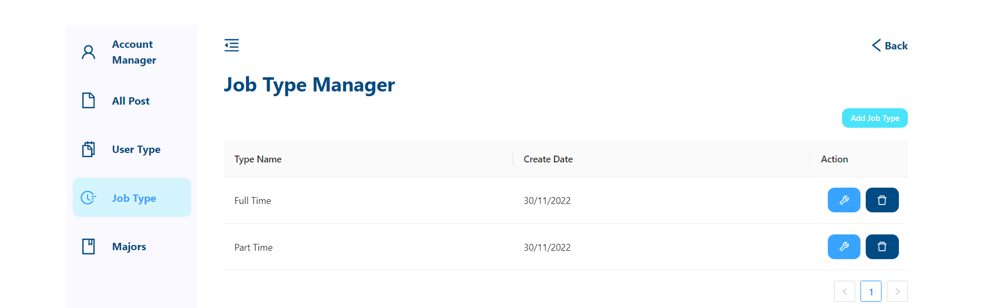 Account
Manager
All Post
User Type
Job Type
Majors
Back
Job Type Manager
Add Job Type
Type Name Create Date Action
Full Time 30/11/2022
Part Time 30/11/2022
< 1 >